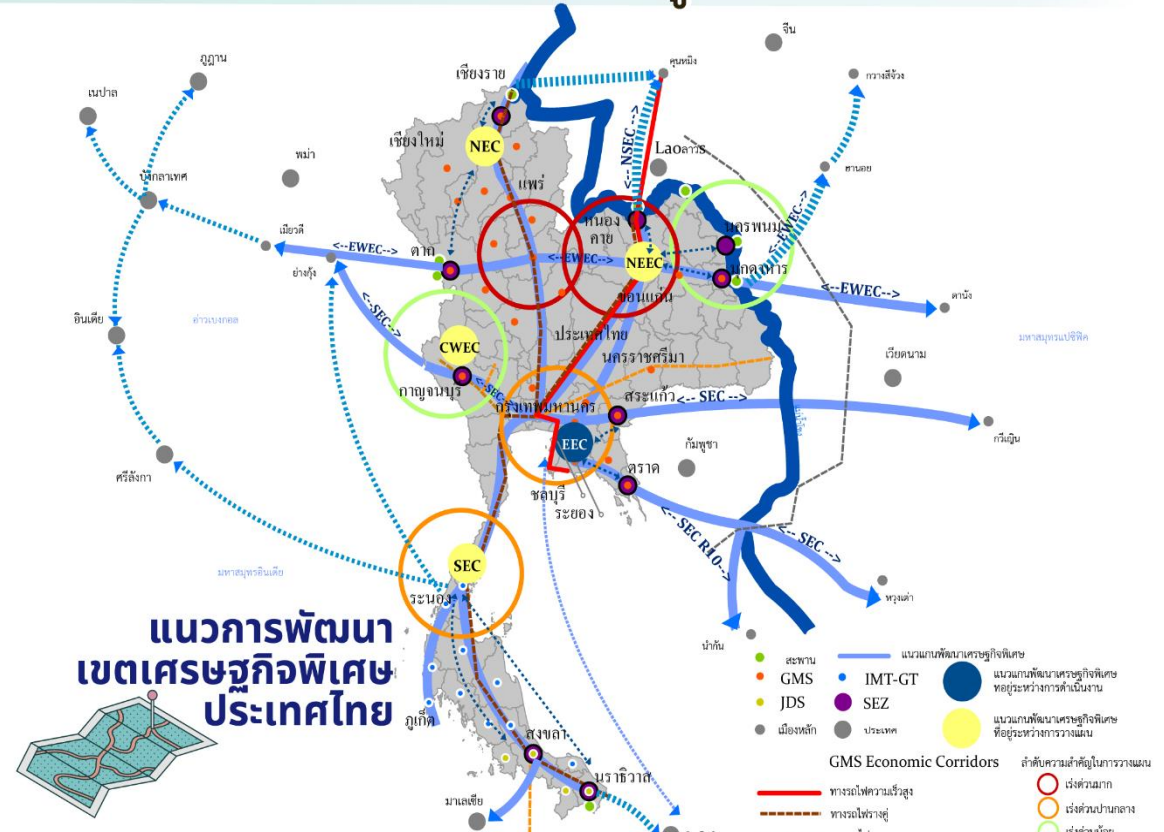 จีน
ภูฏาน
เชียงราย
คุนหมิง
กวางสีจ้วง
เนปาล
<-- NSEC -->
เชียงใหม่
NEC
Laoลาวร
พม่า
ฮานอย
บังกลาเทศ
แพร่
หนอง
คาย
นครพนม
<--EWEC-->
เมียวดี
<--EWEC-->
ตาก
<--EWEC-->
NEEC
มุกดาหาร
ย่างกุ้ง
ขอนแก่น
<--EWEC-->
ดานัง
อินเดีย
อ่าวเบงกอล
<--SEC-->
ประเทศไทย
มหาสมุทรแปซิฟิค
CWEC
นครราชสีมา
เวียดนาม
กาญจนบุรี
<--SEC-->
กรุงเทพมหานคร
สระแก้ว
<-- SEC -->
EEC
กัมพูชา
กวีเญิน
ศรีลังกา
ตราด
ชลบุรี
ระยอง
<-- SEC R10-->
<-- SEC -->
SEC
มหาสมุทรอินเดีย
ระนอง
หวุงเต่า
นำกัน
แนวการพัฒนา
เขตเศรษฐกิจพิเศษ
ประเทศไทย
ภูเก็ต
สงขลา
นราธิวาส
มาเลเซีย
สะพาน
แนวแกนพัฒนาเศรษฐกิจพิเศษ
GMS
IMT-GT
แนวแกนพัฒนาเศรษฐกิจพิเศษ
ที่อยู่ระหว่างการดำเนินงาน
JDS
SEZ
เมืองหลัก
ประเทศ
แนวแกนพัฒนาเศรษฐกิจพิเศษ
ที่อยู่ระหว่างการวางแผน
GMS Economic Corridors
ลำดับความสำคัญในการวางแผน
ทางรถไฟความเร็วสูง
เร่งด่วนมาก
ทางรถไฟรางคู่
เร่งด่วนปานกลาง
เร่งด่วนน้อย